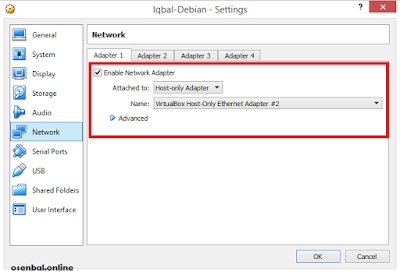 Iqbal-Debian - Settings
? ×
General
System
Display
Storage
Audio
Network
Serial Ports
USB
Shared Folders
User Interface
Network
Adapter 1 Adapter 2 Adapter 3 Adapter 4
Enable Network Adapter
Attached to: Host-only Adapter
Name: VirtualBox Host-Only Ethernet Adapter #2
Advanced
OK Cancel
osenbal.online